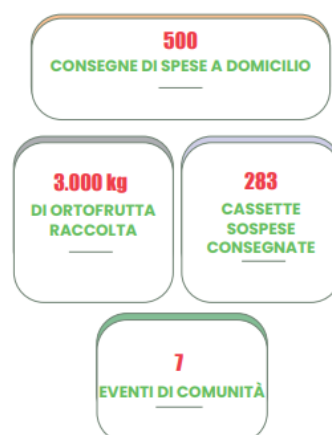 500
CONSEGNE DI SPESE A DOMICILIO
3.000 kg
DI ORTOFRUTTA
RACCOLTA
283
CASSETTE
SOSPESE
CONSEGNATE
7
EVENTI DI COMUNITÀ